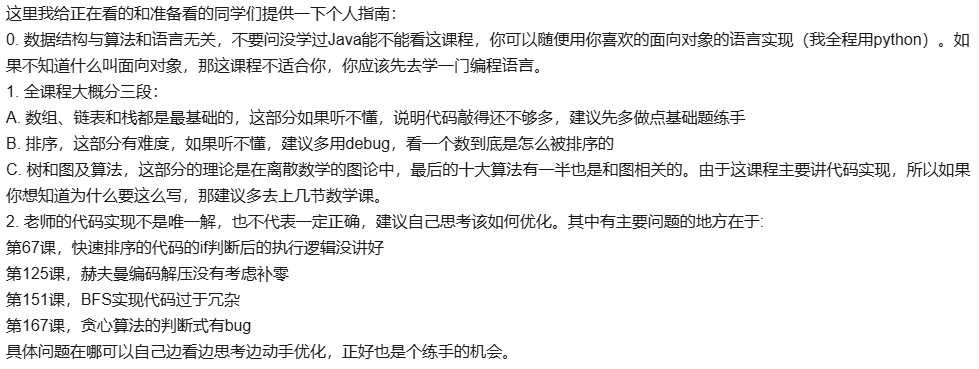 这里我给正在看的和准备看的同学们提供一下个人指南：
0. 数据结构与算法和语言无关，不要问没学过Java能不能看这课程，你可以随便用你喜欢的面向对象的语言实现（我全程用python）。如
果不知道什么叫面向对象，那这课程不适合你，你应该先去学一门编程语言。
1. 全课程大概分三段：
A. 数组、链表和栈都是最基础的，这部分如果听不懂，说明代码敲得还不够多，建议先多做点基础题练手
B. 排序，这部分有难度，如果听不懂，建议多用debug，看一个数到底是怎么被排序的
C. 树和图及算法，这部分的理论是在离散数学的图论中，最后的十大算法有一半也是和图相关的。由于这课程主要讲代码实现，所以如果
你想知道为什么要这么写，那建议多去上几节数学课。
2. 老师的代码实现不是唯一解，也不代表一定正确，建议自己思考该如何优化。其中有主要问题的地方在于:
第67课，快速排序的代码的if判断后的执行逻辑没讲好
第125课，赫夫曼编码解压没有考虑补零
第151课，BFS实现代码过于冗杂
第167课，贪心算法的判断式有bug
具体问题在哪可以自己边看边思考边动手优化，正好也是个练手的机会。